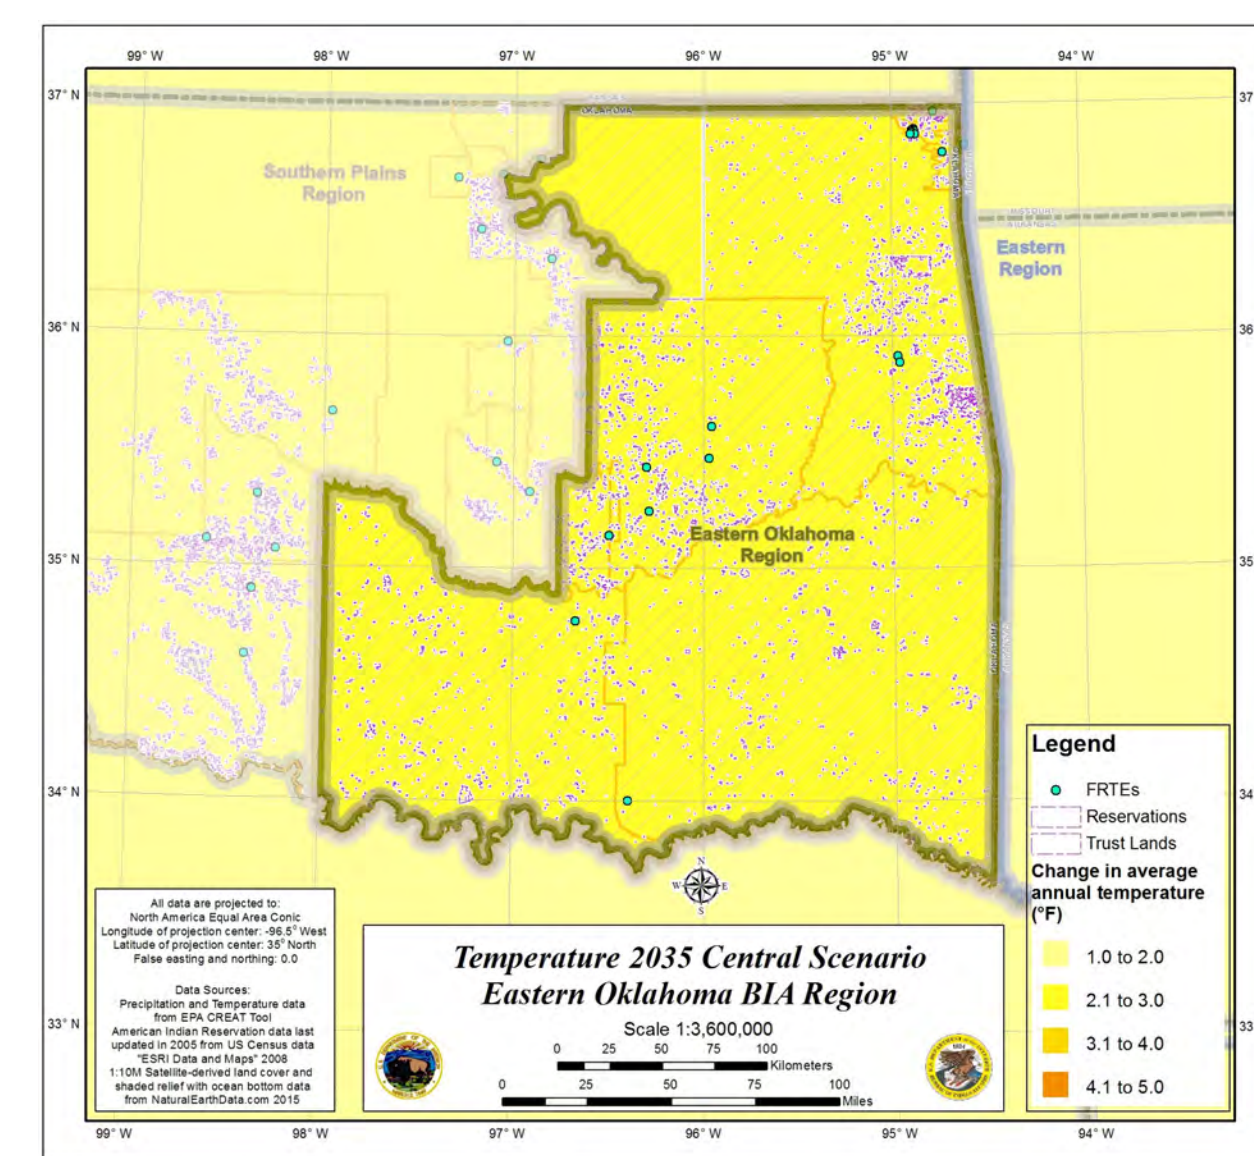 99° W 98° W 97° W 96° W 95° W 94° W
37° N
37
KANSAS
OKLAHOMA
Southern Plains
Region
MISSOURI
ARKANSAS
Eastern
Region
36° N
36
Eastern Oklahoma
Region
35° N
35
34° N
34
33° N
33
N
W E
S
Legend
FRTEs
Reservations
Trust Lands
Change in average
annual temperature
(°F)
1.0 to 2.0
2.1 to 3.0
3.1 to 4.0
4.1 to 5.0
All data are projected to:
North America Equal Area Conic
Longitude of projection center: -96.5° West
Latitude of projection center: 35° North
False easting and northing: 0.0
Data Sources:
Precipitation and Temperature data
from EPA CREAT Tool
American Indian Reservation data last
updated in 2005 from US Census data
"ESRI Data and Maps" 2008
1:10M Satellite-derived land cover and
shaded relief with ocean bottom data
from NaturalEarthData.com 2015
Temperature 2035 Central Scenario
Eastern Oklahoma BIA Region
Scale 1:3,600,000
0 25 50 75 100
Kilometers
0 25 50 75 100
Miles
99° W 98° W 97° W 96° W 95° W 94° W